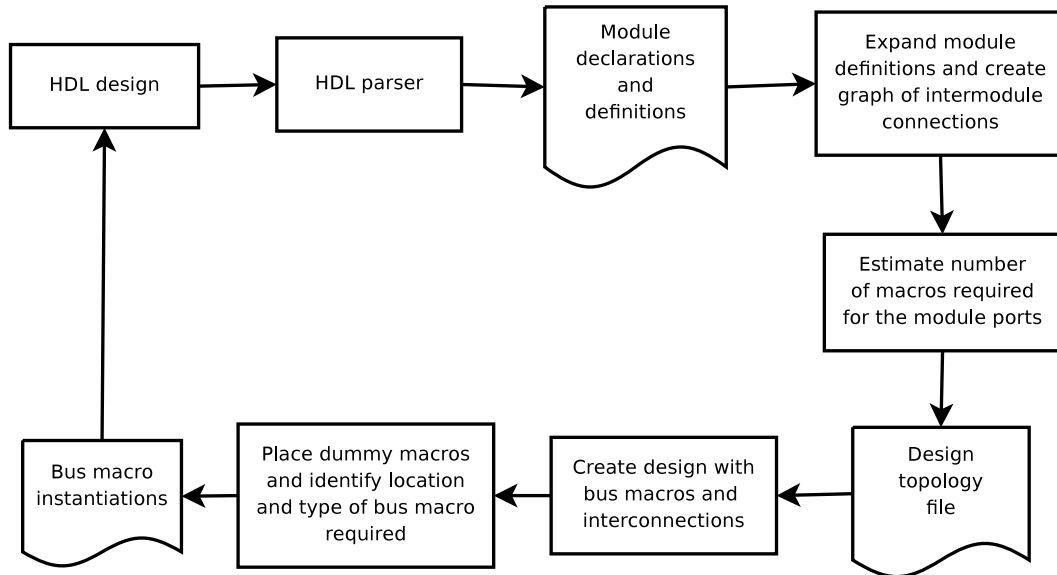 HDL design
HDL parser
Module
declarations
and
definitions
Expand module
definitions and create
graph of intermodule
connections
Estimate number
of macros required
for the module ports
Design
topology
file
Create design with
bus macros and
interconnections
Place dummy macros
and identify location
and type of bus macro
required
Bus macro
instantiations